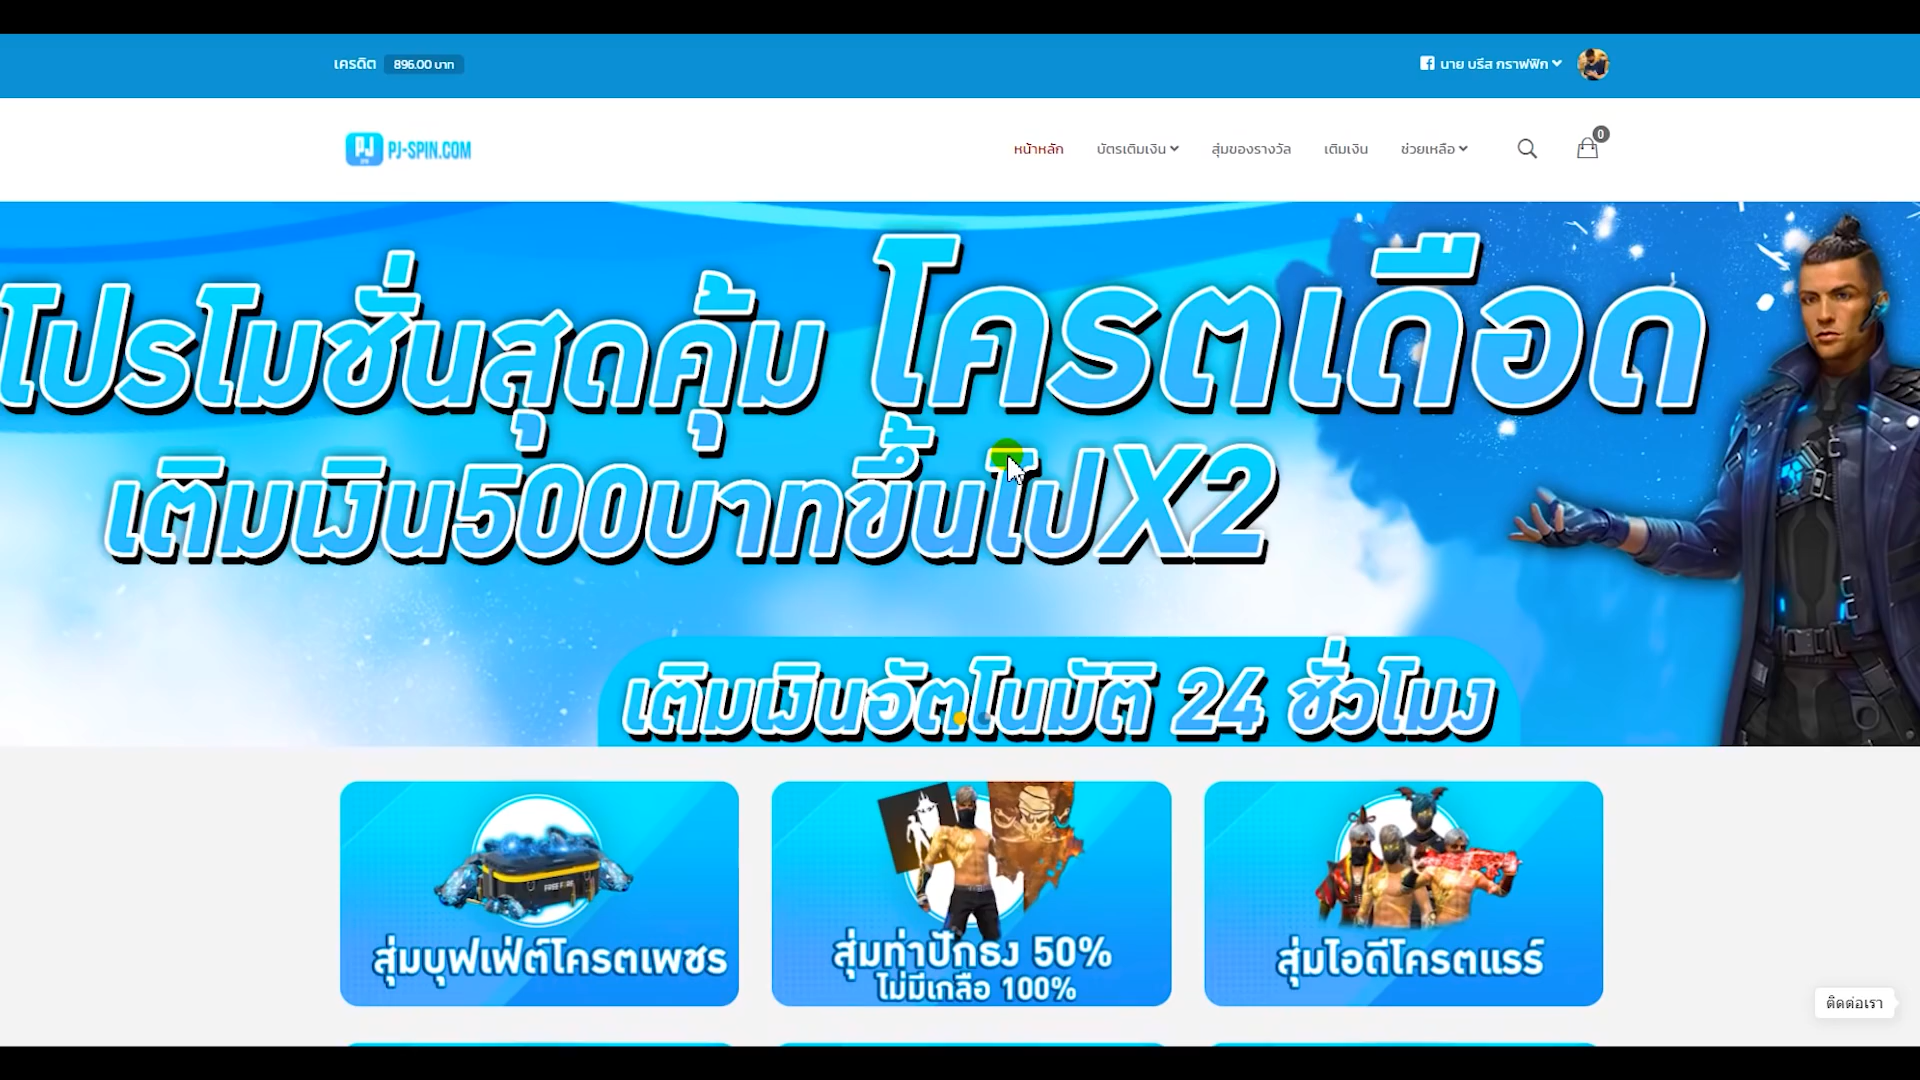 เครดิต 896.00 บาท
นาย บรีส กราฟฟิก
PJ PJ-SPIN.COM
หน้าหลัก บัตรเติมเงิน สุ่มของรางวัล เติมเงิน ช่วยเหลือ 0
โปรโมชั่นสุดคุ้ม โครตเดือด
เติมเงิน500บาทขึ้นไปX2
เติมเงินอัตโนมัติ 24 ชั่วโมง
FREE FIRE
สุ่มบุฟเฟ่ต์โครตเพชร
สุ่มท่าปักธง 50%
ไม่มีเกลือ 100%
สุ่มไอดีโครตแรร์
ติดต่อเรา